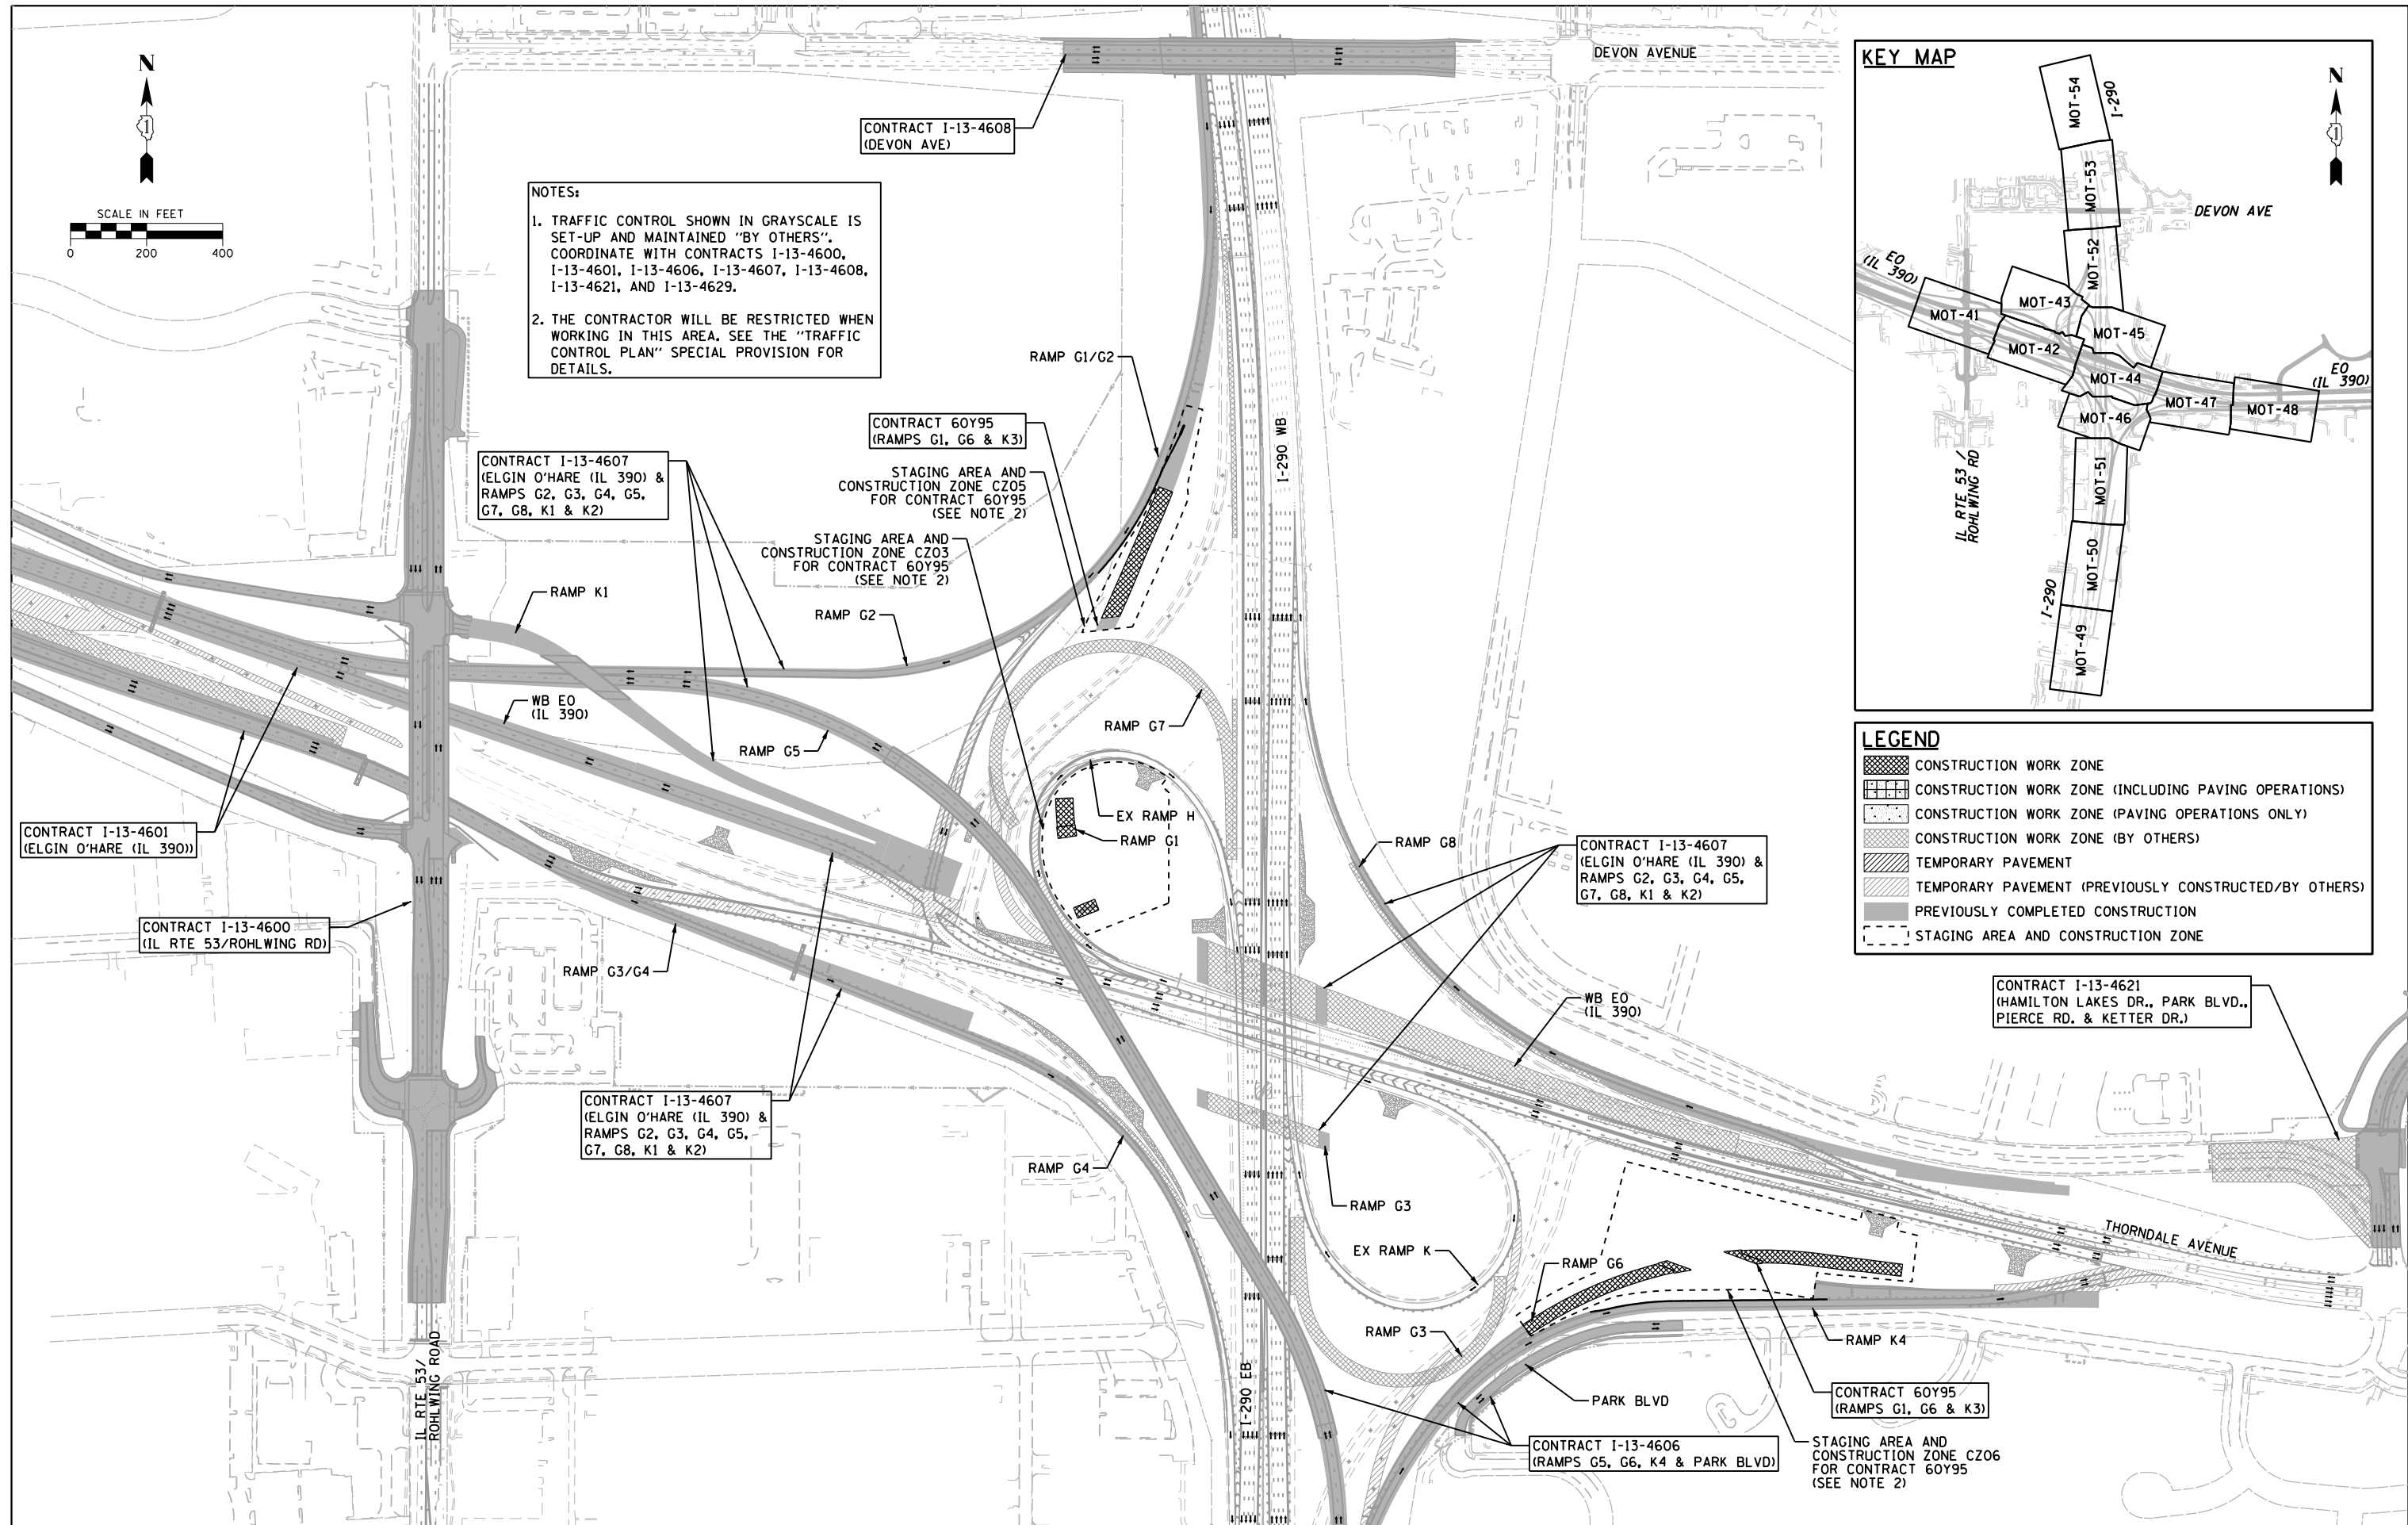 N
1
SCALE IN FEET
0 200 400
NOTES:
1. TRAFFIC CONTROL SHOWN IN GRAYSCALE IS
SET-UP AND MAINTAINED "BY OTHERS".
COORDINATE WITH CONTRACTS I-13-4600,
I-13-4601, I-13-4606, I-13-4607, I-13-4608,
I-13-4621, AND I-13-4629.
2. THE CONTRACTOR WILL BE RESTRICTED WHEN
WORKING IN THIS AREA. SEE THE "TRAFFIC
CONTROL PLAN" SPECIAL PROVISION FOR
DETAILS.
CONTRACT I-13-4608
(DEVON AVE)
DEVON AVENUE
RAMP G1/G2
I-290 WB
CONTRACT 60Y95
(RAMPS G1, G6 & K3)
STAGING AREA AND
CONSTRUCTION ZONE CZ05
FOR CONTRACT 60Y95
(SEE NOTE 2)
STAGING AREA AND
CONSTRUCTION ZONE CZ03
FOR CONTRACT 60Y95
(SEE NOTE 2)
CONTRACT I-13-4607
(ELGIN O'HARE (IL 390) &
RAMPS G2, G3, G4, G5,
G7, G8, K1 & K2)
RAMP K1
RAMP G2
WB EO
(IL 390)
RAMP G5
RAMP G7
EX RAMP H
RAMP G1
RAMP G8
CONTRACT I-13-4607
(ELGIN O'HARE (IL 390) &
RAMPS G2, G3, G4, G5,
G7, G8, K1 & K2)
CONTRACT I-13-4601
(ELGIN O'HARE (IL 390))
CONTRACT I-13-4600
(IL RTE 53/ROHLWING RD)
RAMP G3/G4
WB EO
(IL 390)
CONTRACT I-13-4621
(HAMILTON LAKES DR., PARK BLVD.,
PIERCE RD. & KETTER DR.)
CONTRACT I-13-4607
(ELGIN O'HARE (IL 390) &
RAMPS G2, G3, G4, G5,
G7, G8, K1 & K2)
RAMP G4
RAMP G3
EX RAMP K
RAMP G6
THORNDALE AVENUE
RAMP G3
RAMP K4
PARK BLVD
CONTRACT 60Y95
(RAMPS G1, G6 & K3)
CONTRACT I-13-4606
(RAMPS G5, G6, K4 & PARK BLVD)
STAGING AREA AND
CONSTRUCTION ZONE CZ06
FOR CONTRACT 60Y95
(SEE NOTE 2)
I-290 EB
IL RTE 53/
ROHLWING ROAD
KEY MAP
N
1
MOT-54
I-290
MOT-53
DEVON AVE
MOT-52
EO
(IL 390)
MOT-43
MOT-41
MOT-45
MOT-42
MOT-44
EO
(IL 390)
MOT-47
MOT-48
MOT-46
MOT-51
IL RTE 53 /
ROHLWING RD
MOT-50
I-290
MOT-49
LEGEND
CONSTRUCTION WORK ZONE
CONSTRUCTION WORK ZONE (INCLUDING PAVING OPERATIONS)
CONSTRUCTION WORK ZONE (PAVING OPERATIONS ONLY)
CONSTRUCTION WORK ZONE (BY OTHERS)
TEMPORARY PAVEMENT
TEMPORARY PAVEMENT (PREVIOUSLY CONSTRUCTED/BY OTHERS)
PREVIOUSLY COMPLETED CONSTRUCTION
STAGING AREA AND CONSTRUCTION ZONE